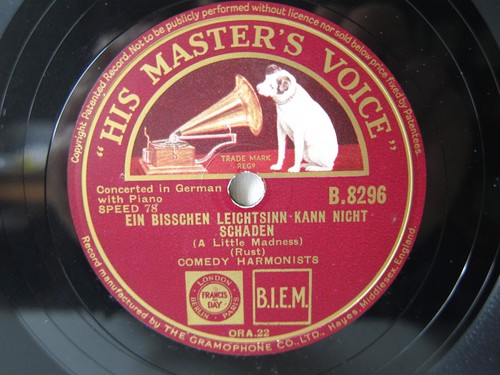 Copyright Patented Record. Not to be publicly performed without licence nor sold below price fixed by Patentees.
"HIS MASTER'S VOICE"
TRADE MARK
REGD
Concerted in German
with Piano
SPEED 78
B.8296
EIN BISSCHEN LEICHTSINN KANN NICHT
SCHADEN
(A Little Madness)
(Rust)
COMEDY HARMONISTS
LONDON
FRANCIS
DAY
BERLIN PARIS
B.I.E.M.
ORA.22
Record manufactured by THE GRAMOPHONE CO., LTD., Hayes, Middlesex, England.